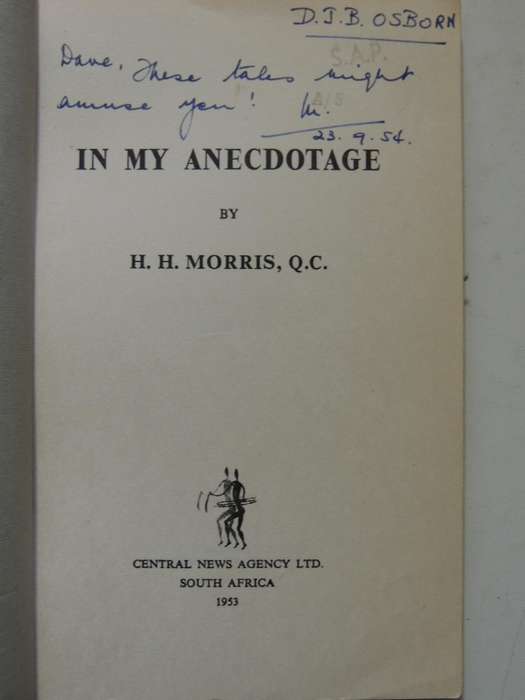 D.J.B. OSBORN
S.A.P.
Dave, These tales might
amuse you! M.
23.9.54.
IN MY ANECDOTAGE
BY
H. H. MORRIS, Q.C.
CENTRAL NEWS AGENCY LTD.
SOUTH AFRICA
1953